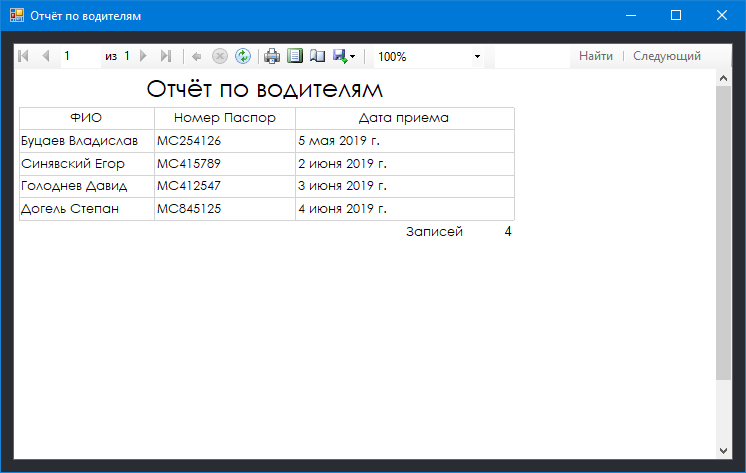 Отчёт по водителям
1 из 1 100% Найти | Следующий
Отчёт по водителям
ФИО Номер Паспор Дата приема
Буцаев Владислав МС254126 5 мая 2019 г.
Синявский Егор МС415789 2 июня 2019 г.
Голоднев Давид МС412547 3 июня 2019 г.
Догель Степан МС845125 4 июня 2019 г.
Записей 4